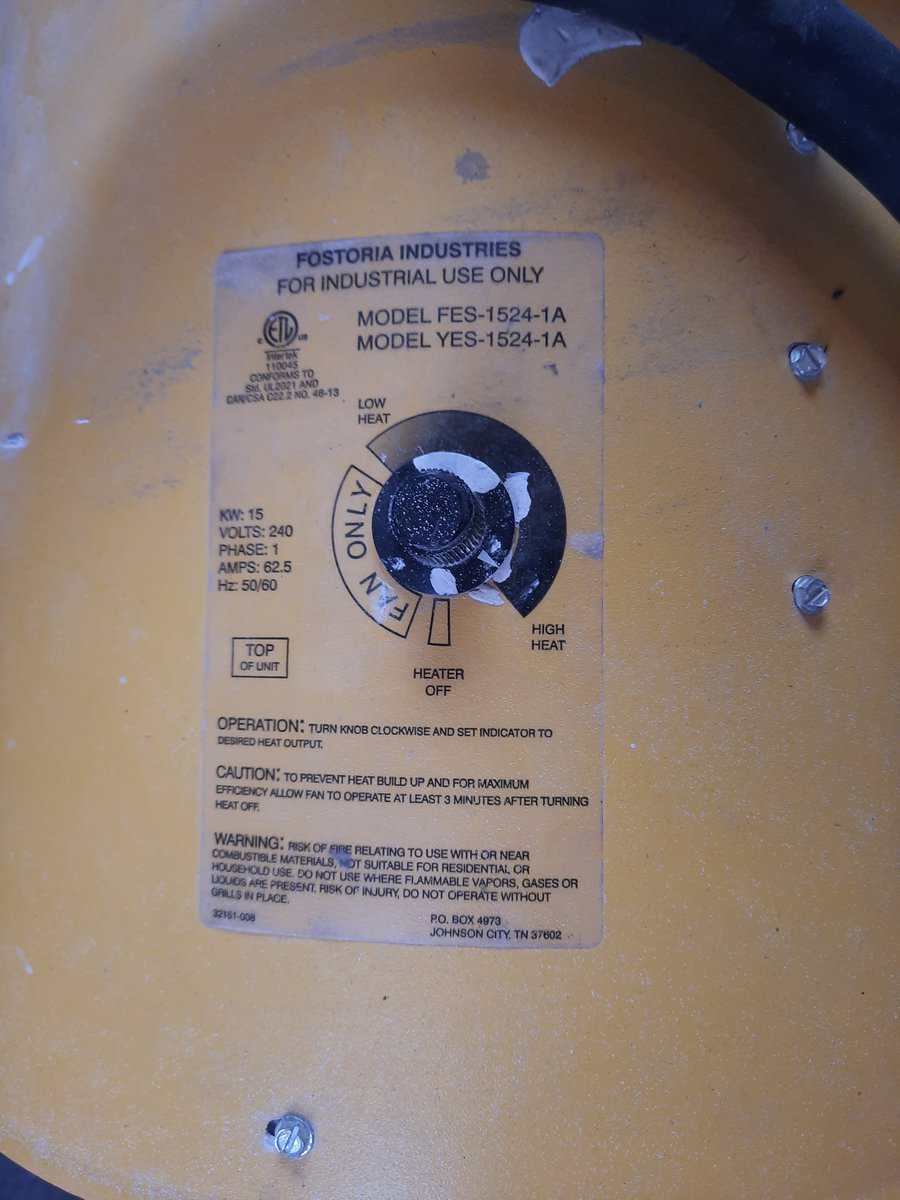 FOSTORIA INDUSTRIES
FOR INDUSTRIAL USE ONLY
MODEL FES-1524-1A
MODEL YES-1524-1A
C ETL US
Intertek
110045
CONFORMS TO
Std. UL2021 AND
CAN/CSA C22.2 NO. 46-13
LOW
HEAT
FAN ONLY
KW: 15
VOLTS: 240
PHASE: 1
AMPS: 62.5
Hz: 50/60
HIGH
HEAT
TOP
OF UNIT
HEATER
OFF
OPERATION: TURN KNOB CLOCKWISE AND SET INDICATOR TO
DESIRED HEAT OUTPUT.
CAUTION: TO PREVENT HEAT BUILD UP AND FOR MAXIMUM
EFFICIENCY ALLOW FAN TO OPERATE AT LEAST 3 MINUTES AFTER TURNING
HEAT OFF.
WARNING: RISK OF FIRE RELATING TO USE WITH OR NEAR
COMBUSTIBLE MATERIALS, NOT SUITABLE FOR RESIDENTIAL OR
HOUSEHOLD USE. DO NOT USE WHERE FLAMMABLE VAPORS, GASES OR
LIQUIDS ARE PRESENT. RISK OF INJURY, DO NOT OPERATE WITHOUT
GRILLS IN PLACE.
32151-008
P.O. BOX 4973
JOHNSON CITY, TN 37602